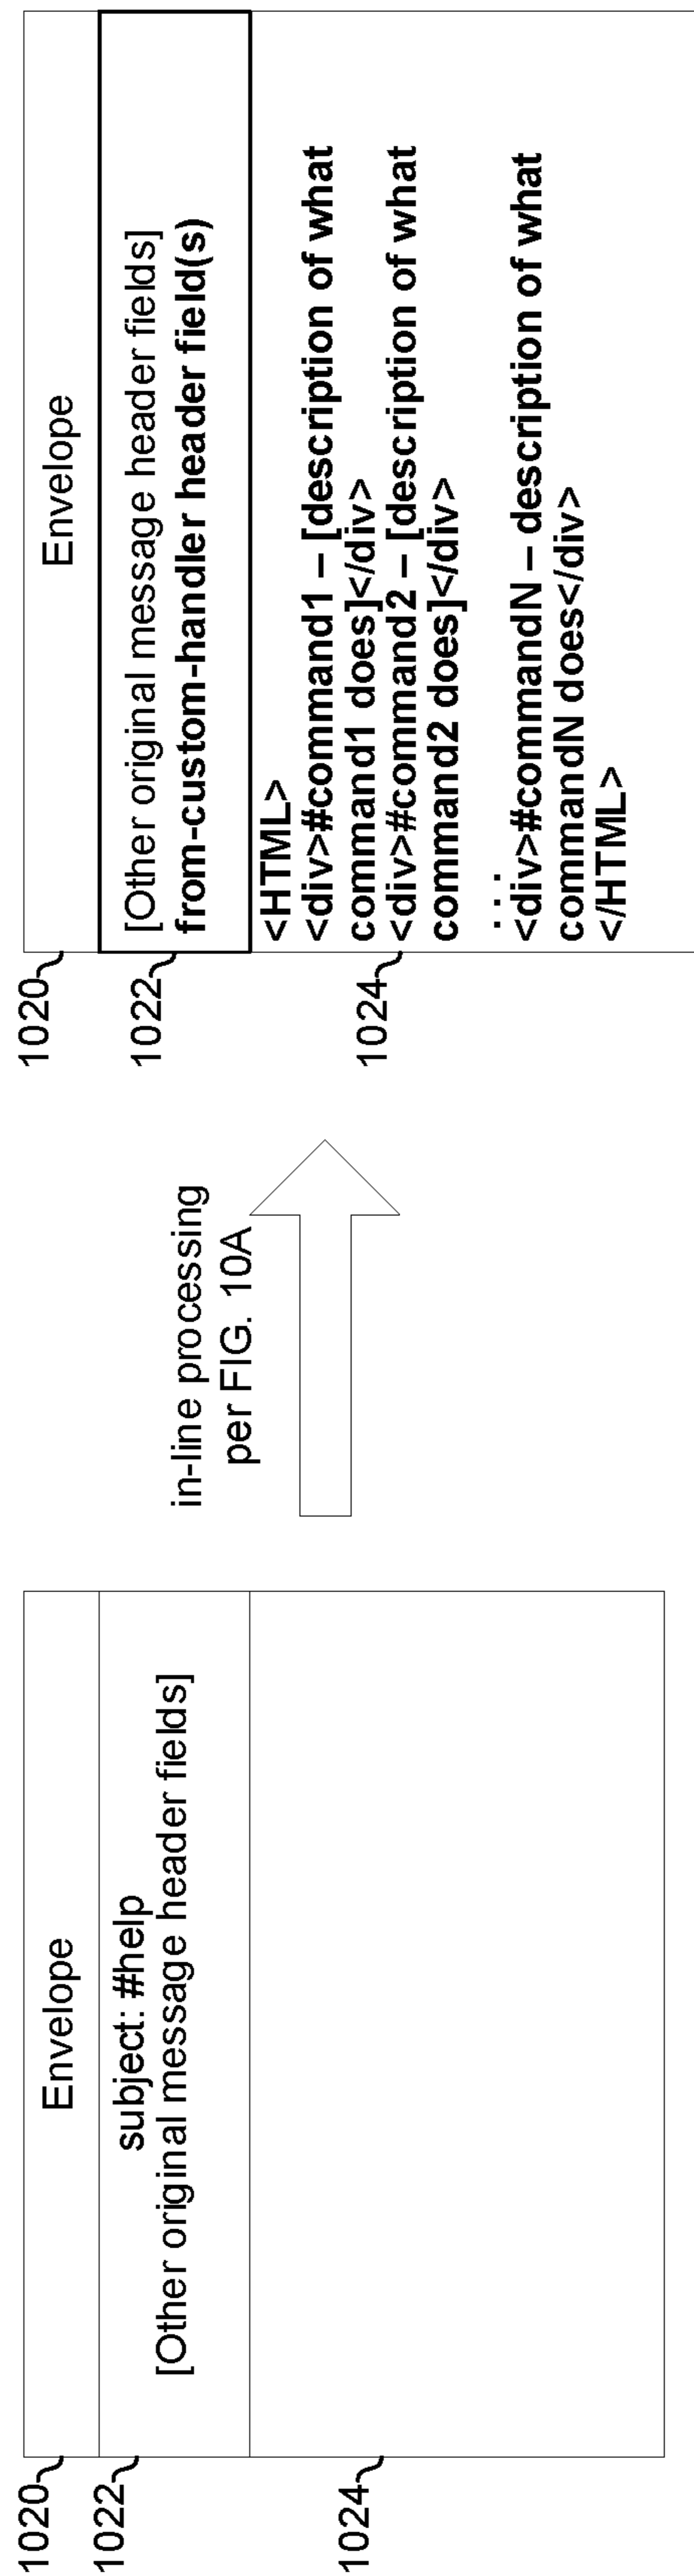 1020
Envelope
1022
subject: #help
[Other original message header fields]
1024
in-line processing
per FIG. 10A
1020
Envelope
1022
[Other original message header fields]
from-custom-handler header field(s)
1024
<HTML>
<div>#command1 – [description of what
command1 does]</div>
<div>#command2 – [description of what
command2 does]</div>
. . .
<div>#commandN – description of what
commandN does</div>
</HTML>